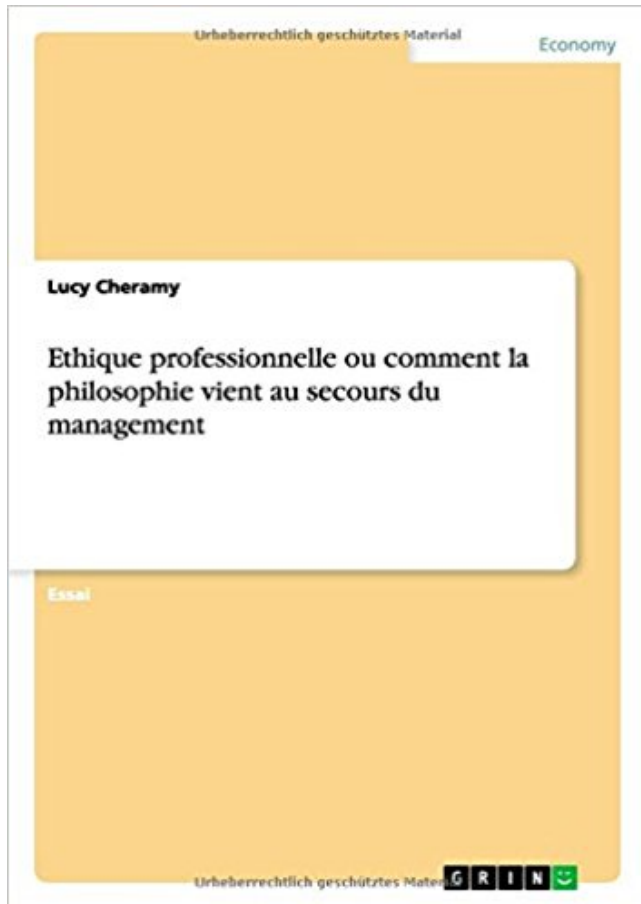 Urheberrechtlich geschütztes Material
Economy
Lucy Cheramy
Ethique professionnelle ou comment la
philosophie vient au secours du
management
Essai
Urheberrechtlich geschütztes Mater
GRIN